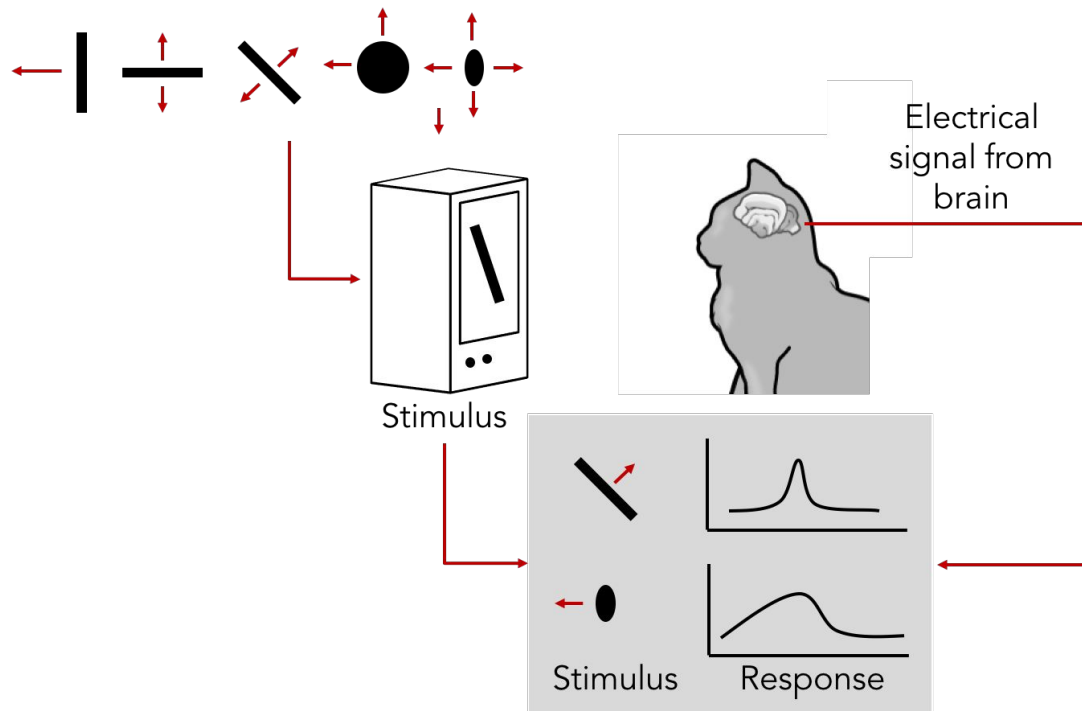 Electrical
signal from
brain
Stimulus
Stimulus
Response